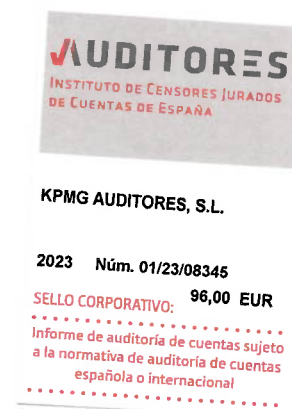 AUDITORES
INSTITUTO DE CENSORES JURADOS
DE CUENTAS DE ESPAÑA
KPMG AUDITORES, S.L.
2023 Núm. 01/23/08345
96,00 EUR
SELLO CORPORATIVO:
Informe de auditoría de cuentas sujeto
a la normativa de auditoría de cuentas
española o internacional